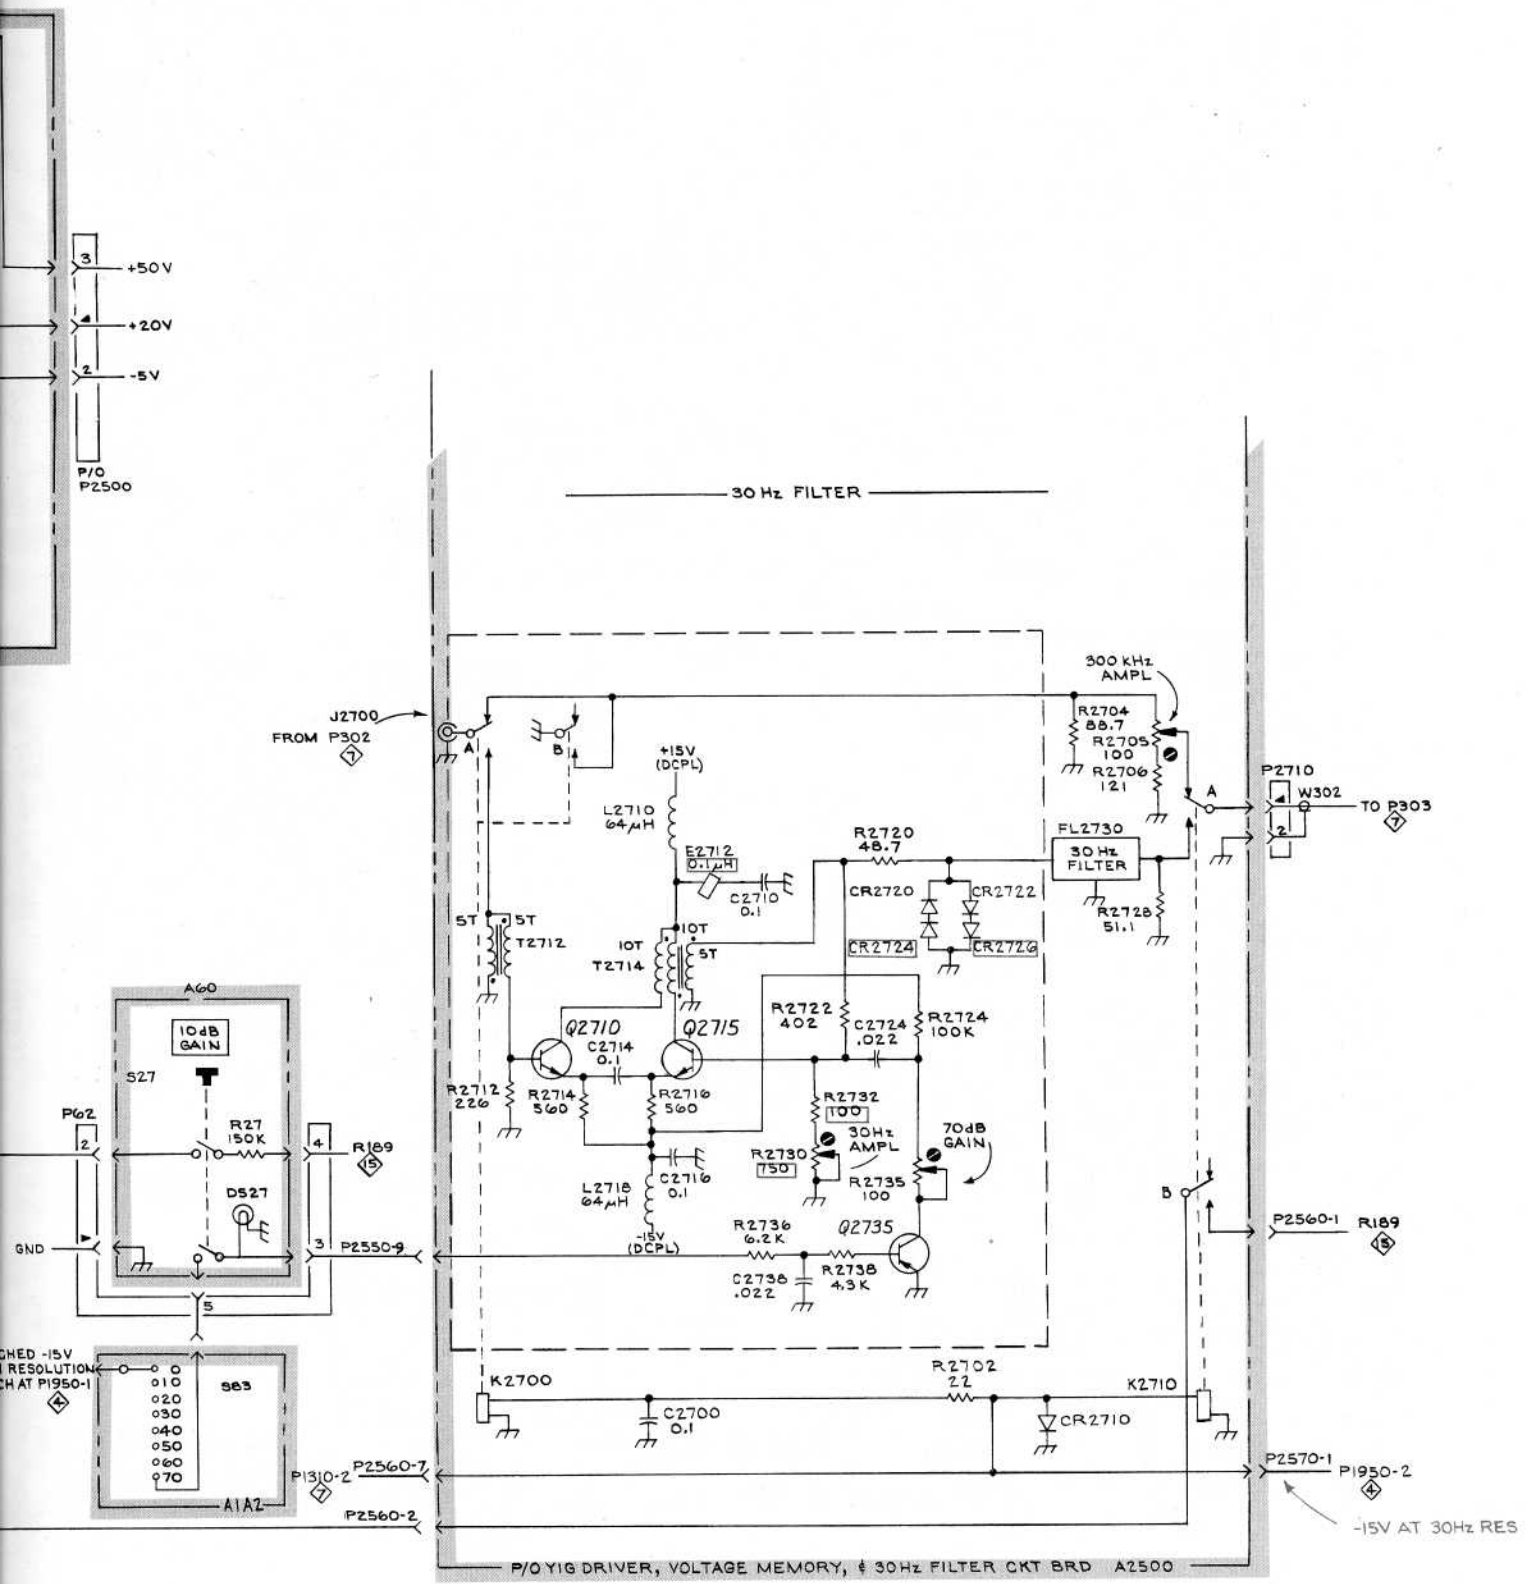 3
+50V
+20V
2
-5V
P/O
P2500
30 Hz FILTER
300 KHz
AMPL
J2700
FROM P302
7
A
B
+15V
(DCPL)
R2704
88.7
R2705
100
R2706
121
P2710
A
W302
TO P303
7
2
L2710
64µH
E2712
0.1µH
C2710
0.1
R2720
48.7
FL2730
30 Hz
FILTER
CR2720
CR2722
R2728
51.1
5T
5T
T2712
10T
10T
T2714
5T
CR2724
CR2726
A60
10dB
GAIN
S27
Q2710
C2714
0.1
Q2715
R2722
402
C2724
.022
R2724
100K
R2712
226
R2714
560
R2716
560
R2732
100
30Hz
AMPL
70dB
GAIN
P62
2
R27
150K
4
R189
15
R2730
750
R2735
100
L2718
64µH
C2716
0.1
B
DS27
GND
3
P2550-9
-15V
(DCPL)
R2736
6.2K
Q2735
P2560-1
R189
15
C2738
.022
R2738
4.3K
5
CHED -15V
RESOLUTION
CH AT P1950-1
4
0
10
20
30
40
50
60
70
S83
A1A2
K2700
R2702
22
K2710
C2700
0.1
CR2710
P1310-2
7
P2560-7
P2570-1
P1950-2
4
P2560-2
-15V AT 30Hz RES
P/O YIG DRIVER, VOLTAGE MEMORY, & 30Hz FILTER CKT BRD A2500